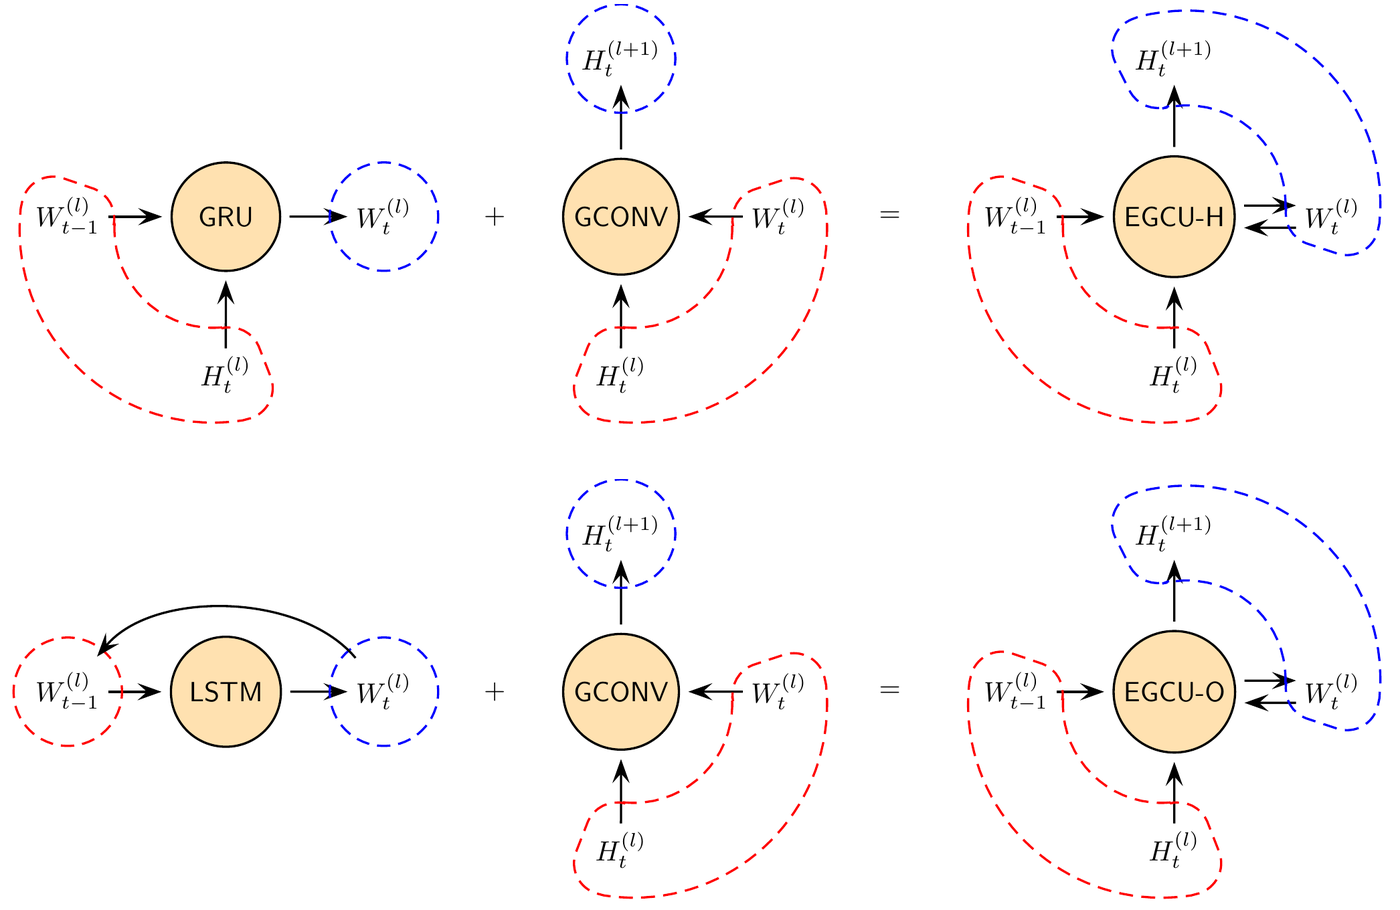 H_t^{(l+1)} H_t^{(l+1)}
W_{t-1}^{(l)} GRU W_t^{(l)} + GCONV W_t^{(l)} = W_{t-1}^{(l)} EGCU-H W_t^{(l)}
H_t^{(l)} H_t^{(l)} H_t^{(l)}
H_t^{(l+1)} H_t^{(l+1)}
W_{t-1}^{(l)} LSTM W_t^{(l)} + GCONV W_t^{(l)} = W_{t-1}^{(l)} EGCU-O W_t^{(l)}
H_t^{(l)} H_t^{(l)}